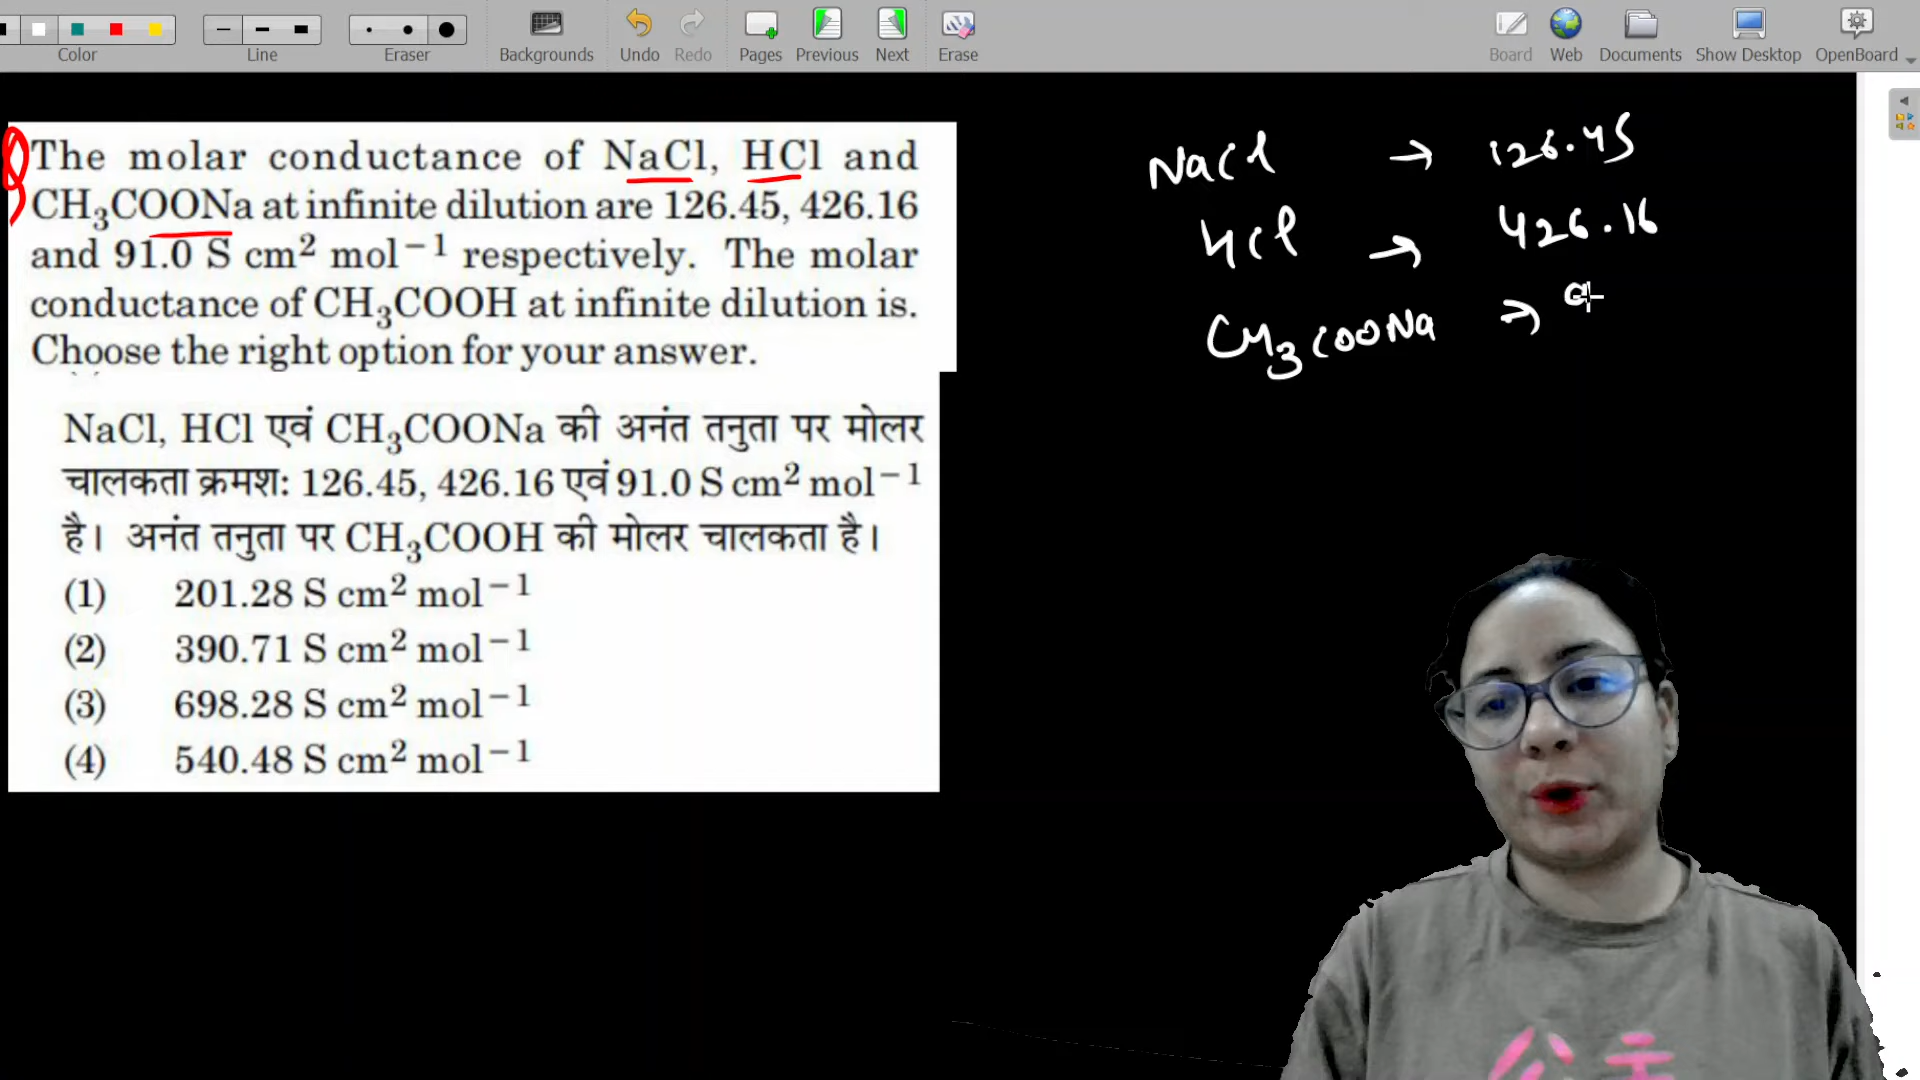 Color
Line
Eraser
Backgrounds
Undo
Redo
Pages
Previous
Next
Erase
Board
Web
Documents
Show Desktop
OpenBoard
The molar conductance of NaCl, HCl and
CH₃COONa at infinite dilution are 126.45, 426.16
and 91.0 S cm² mol⁻¹ respectively. The molar
conductance of CH₃COOH at infinite dilution is.
Choose the right option for your answer.
NaCl, HCl एवं CH₃COONa की अनंत तनुता पर मोलर
चालकता क्रमश: 126.45, 426.16 एवं 91.0 S cm² mol⁻¹
है। अनंत तनुता पर CH₃COOH की मोलर चालकता है।
(1) 201.28 S cm² mol⁻¹
(2) 390.71 S cm² mol⁻¹
(3) 698.28 S cm² mol⁻¹
(4) 540.48 S cm² mol⁻¹
NaCl → 126.45
HCl → 426.16
CH₃COONa → 9
公主